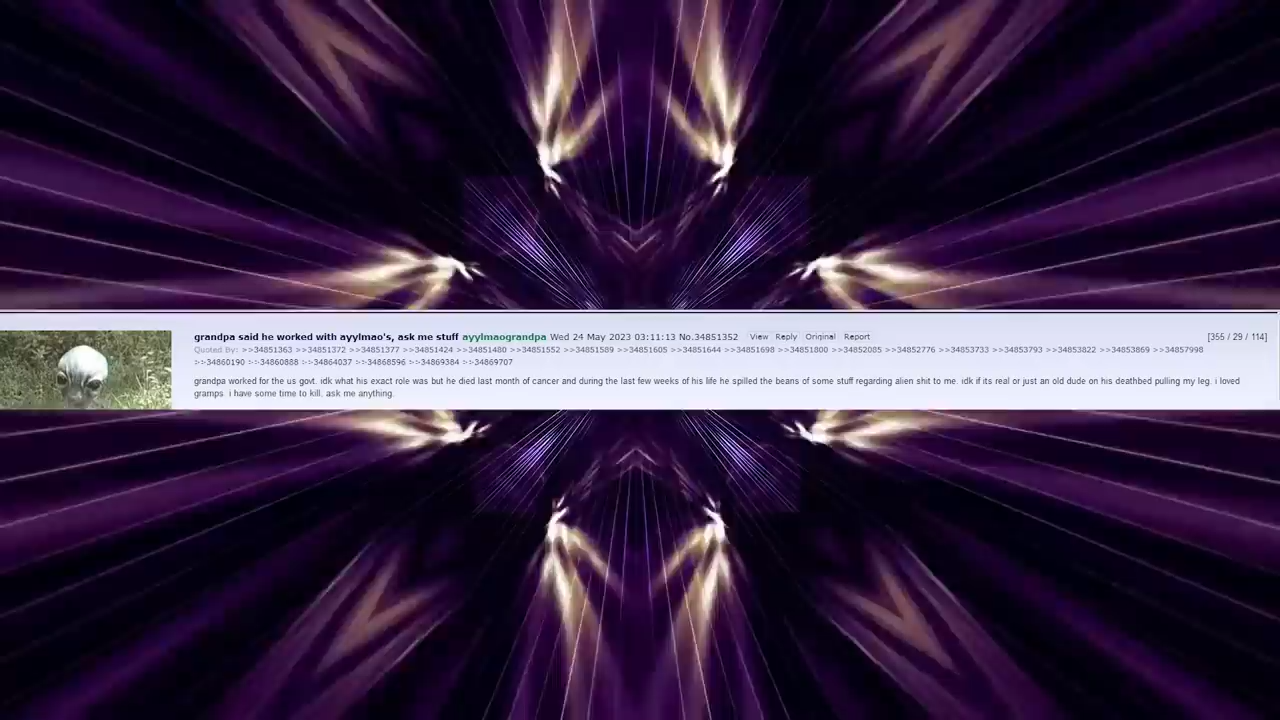 grandpa said he worked with ayylmao's, ask me stuff ayylmaograndpa Wed 24 May 2023 03:11:13 No.34851352 View Reply Original Report [355 / 29 / 114]
Quoted By: >>34851363 >>34851372 >>34851377 >>34851424 >>34851480 >>34851552 >>34851589 >>34851605 >>34851644 >>34851698 >>34851800 >>34852085 >>34852776 >>34853733 >>34853793 >>34853822 >>34853869 >>34857998
>>34860190 >>34860888 >>34864037 >>34868596 >>34869384 >>34869707
grandpa worked for the us govt. idk what his exact role was but he died last month of cancer and during the last few weeks of his life he spilled the beans of some stuff regarding alien shit to me. idk if its real or just an old dude on his deathbed pulling my leg. i loved
gramps. i have some time to kill. ask me anything.